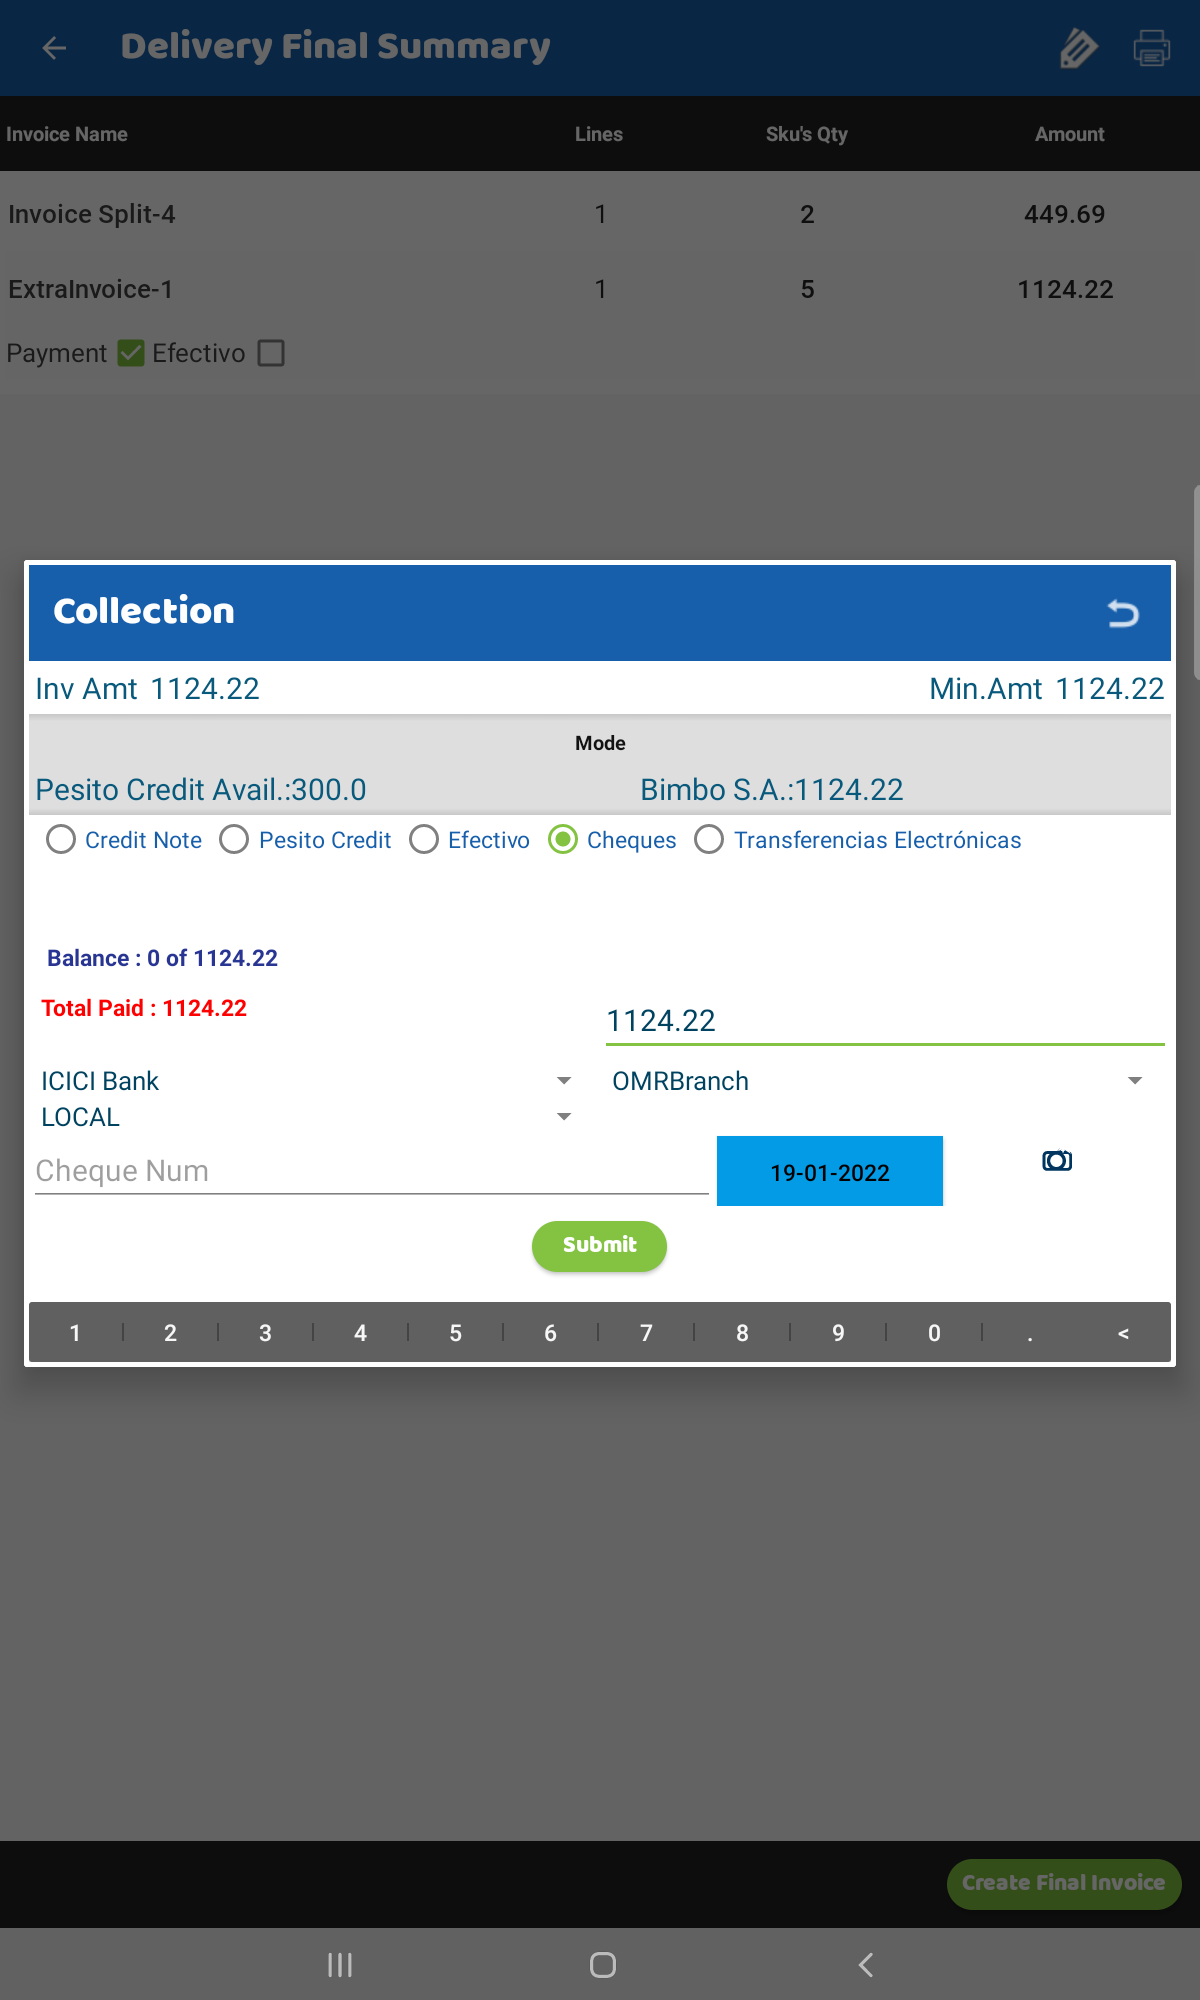 Delivery Final Summary
Invoice Name Lines Sku's Qty Amount
Invoice Split-4 1 2 449.69
ExtraInvoice-1 1 5 1124.22
Payment Efectivo
Collection
Inv Amt 1124.22 Min.Amt 1124.22
Mode
Pesito Credit Avail.:300.0 Bimbo S.A.:1124.22
Credit Note Pesito Credit Efectivo Cheques Transferencias Electrónicas
Balance : 0 of 1124.22
Total Paid : 1124.22
1124.22
ICICI Bank OMRBranch
LOCAL
Cheque Num 19-01-2022
Submit
1 2 3 4 5 6 7 8 9 0 . <
Create Final Invoice